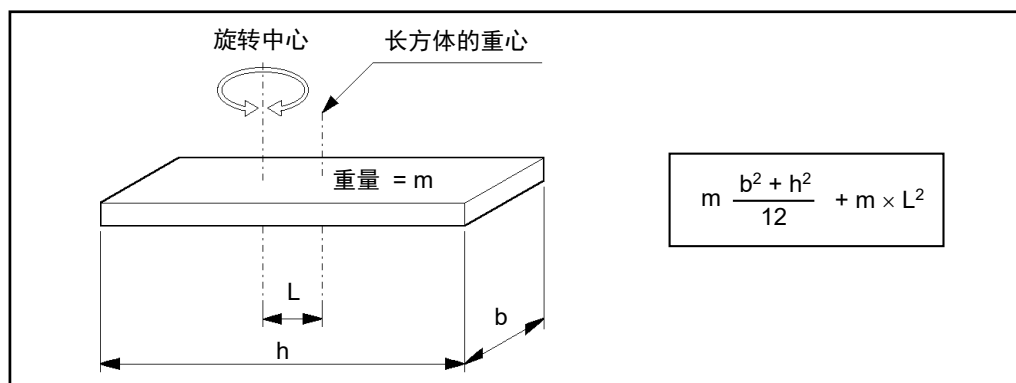 旋转中心
长方体的重心
重量 = m
m (b² + h²)/12 + m × L²
L
b
h